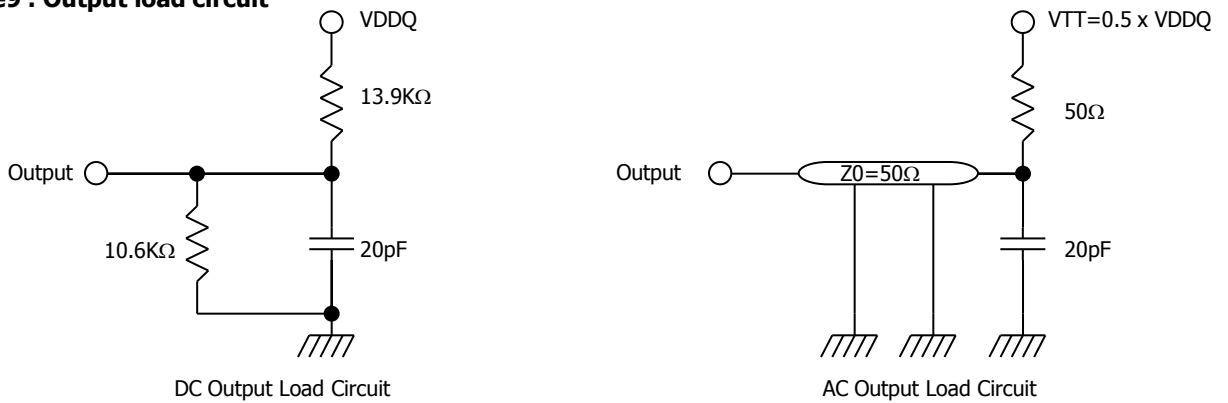 : Output load circuit
VDDQ
13.9KΩ
Output
10.6KΩ
20pF
DC Output Load Circuit
VTT=0.5 x VDDQ
50Ω
Output
Z0=50Ω
20pF
AC Output Load Circuit